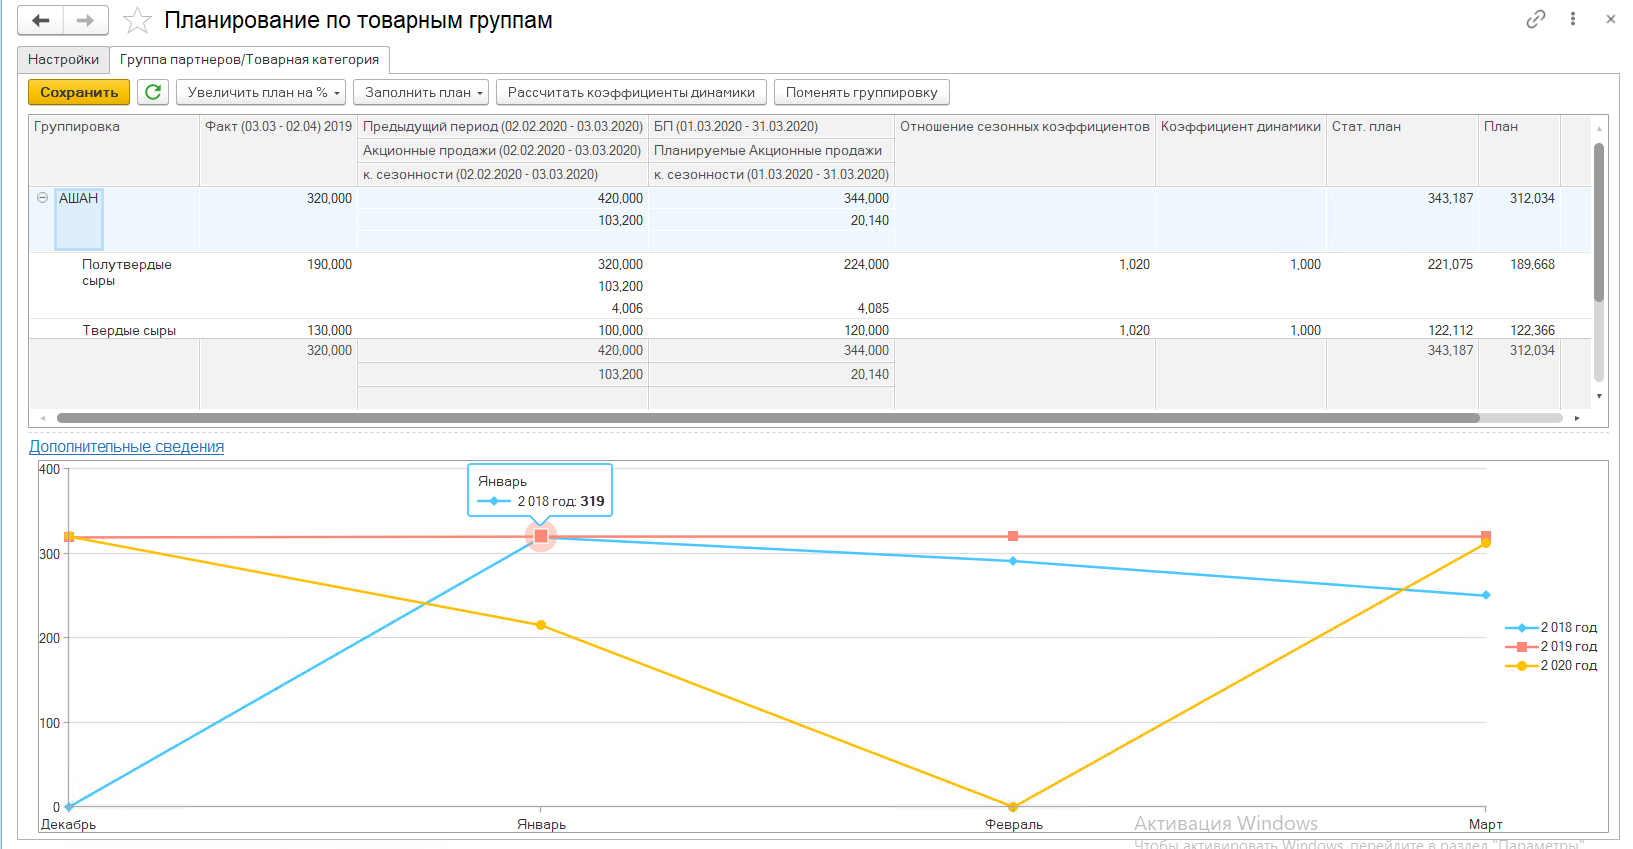 Планирование по товарным группам
Настройки Группа партнеров/Товарная категория
Сохранить Увеличить план на % Заполнить план Рассчитать коэффициенты динамики Поменять группировку
Группировка Факт (03.03 - 02.04) 2019 Предыдущий период (02.02.2020 - 03.03.2020) БП (01.03.2020 - 31.03.2020) Отношение сезонных коэффициентов Коэффициент динамики Стат. план План
Акционные продажи (02.02.2020 - 03.03.2020) Планируемые Акционные продажи
к. сезонности (02.02.2020 - 03.03.2020) к. сезонности (01.03.2020 - 31.03.2020)
АШАН 320,000 420,000 344,000 343,187 312,034
103,200 20,140
Полутвердые 190,000 320,000 224,000 1,020 1,000 221,075 189,668
сыры 103,200
4,006 4,085
Твердые сыры 130,000 100,000 120,000 1,020 1,000 122,112 122,366
320,000 420,000 344,000 343,187 312,034
103,200 20,140
Дополнительные сведения
400
Январь
2 018 год: 319
300
200
2 018 год
2 019 год
2 020 год
100
0
Декабрь Январь Февраль Март
Активация Windows
Чтобы активировать Windows, перейдите в раздел "Параметры"